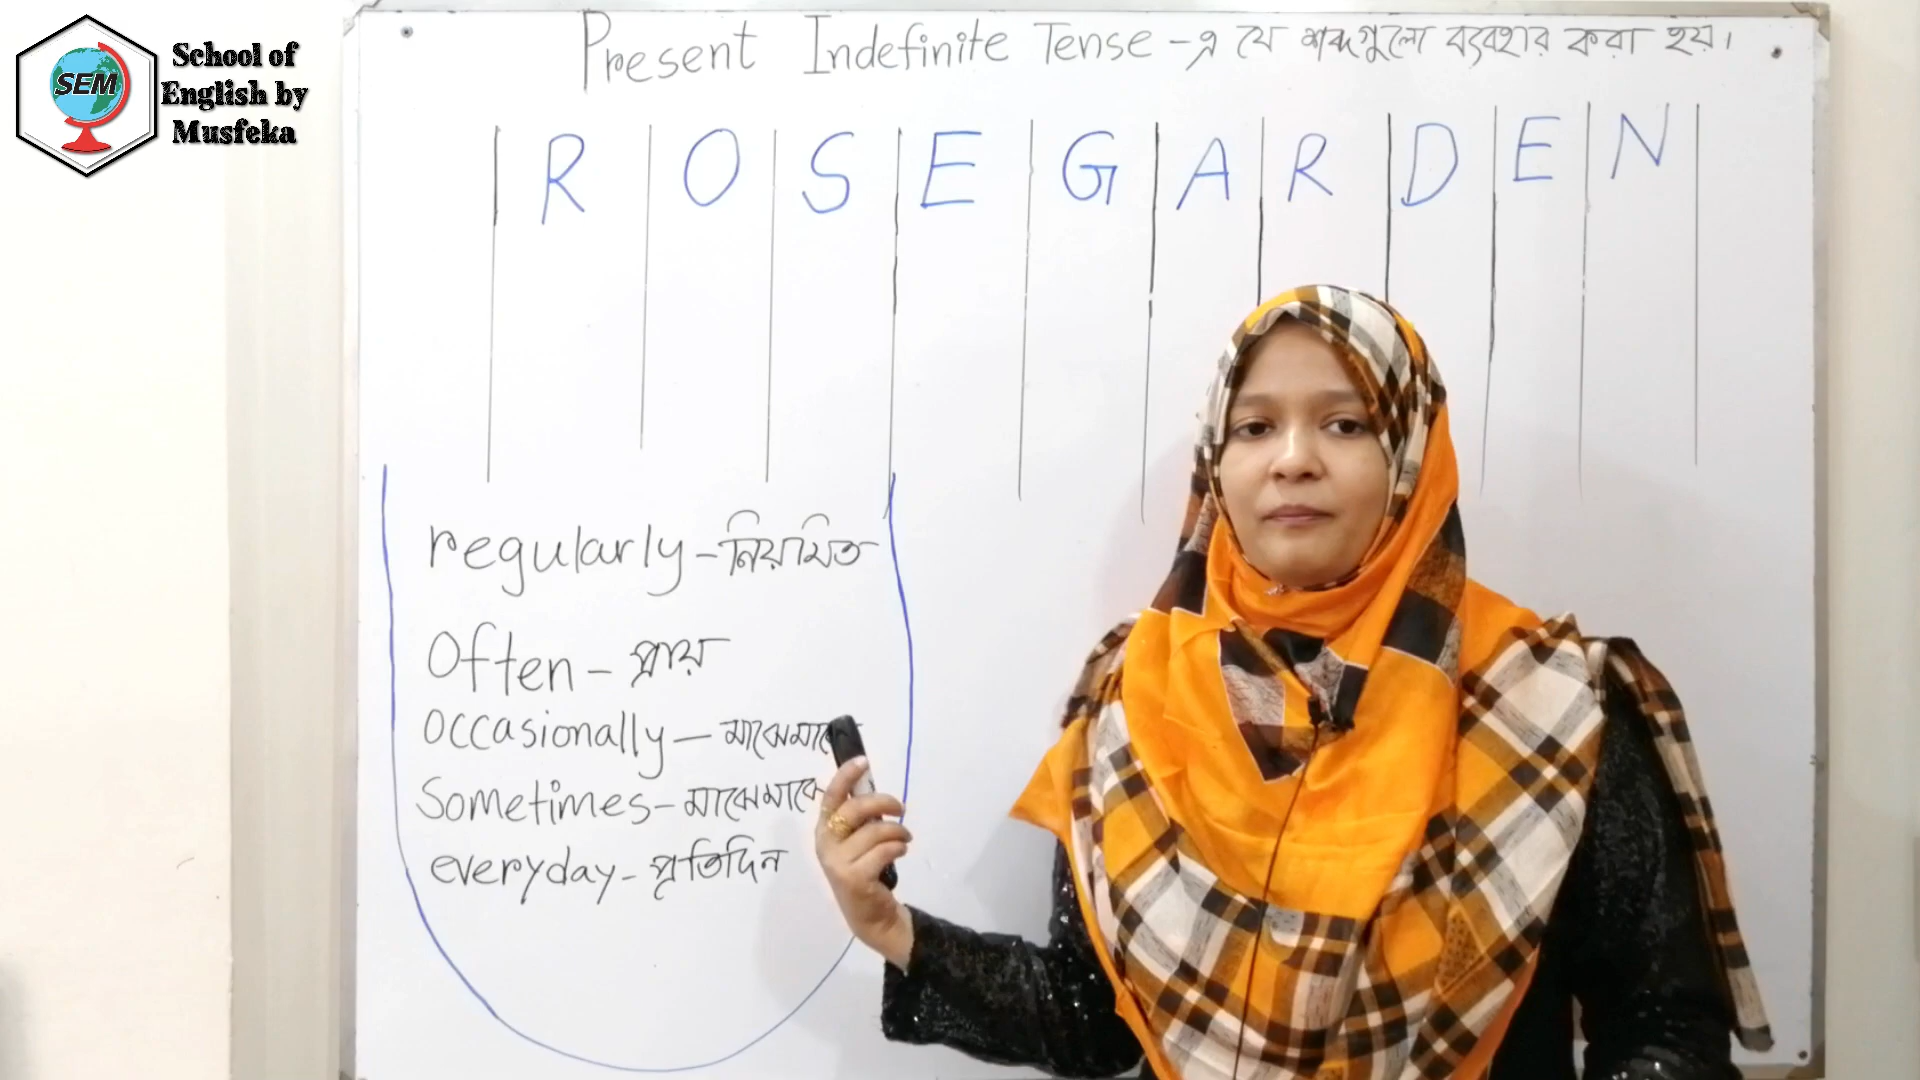 SEM
School of
English by
Musfeka
Present Indefinite Tense - এ যে শব্দগুলো ব্যবহার করা হয়।
R O S E G A R D E N
regularly - নিয়মিত
Often - প্রায়
Occasionally - মাঝেমাঝে
Sometimes - মাঝেমাঝে
everyday - প্রতিদিন